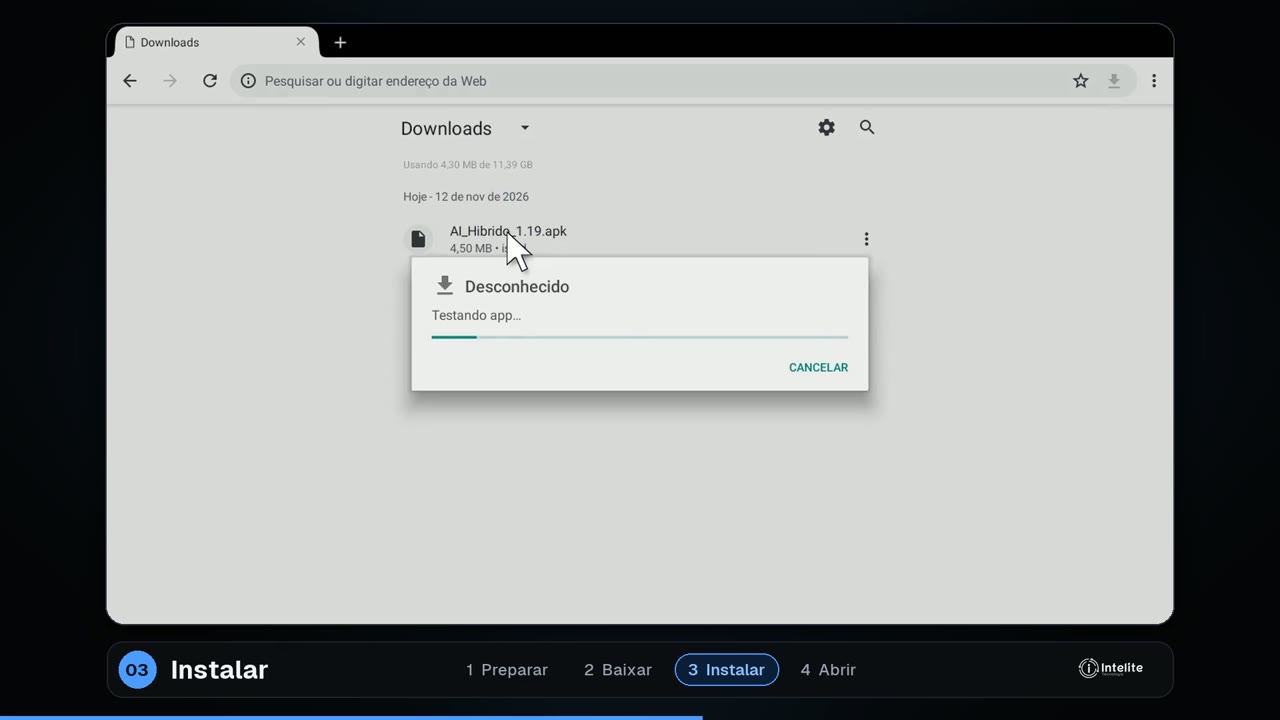 Downloads
Pesquisar ou digitar endereço da Web
Downloads
Usando 4,30 MB de 11,39 GB
Hoje - 12 de nov de 2026
AI_Hibrido_1.19.apk
4,50 MB •
Desconhecido
Testando app...
CANCELAR
03 Instalar
1 Preparar
2 Baixar
3 Instalar
4 Abrir
Intelite